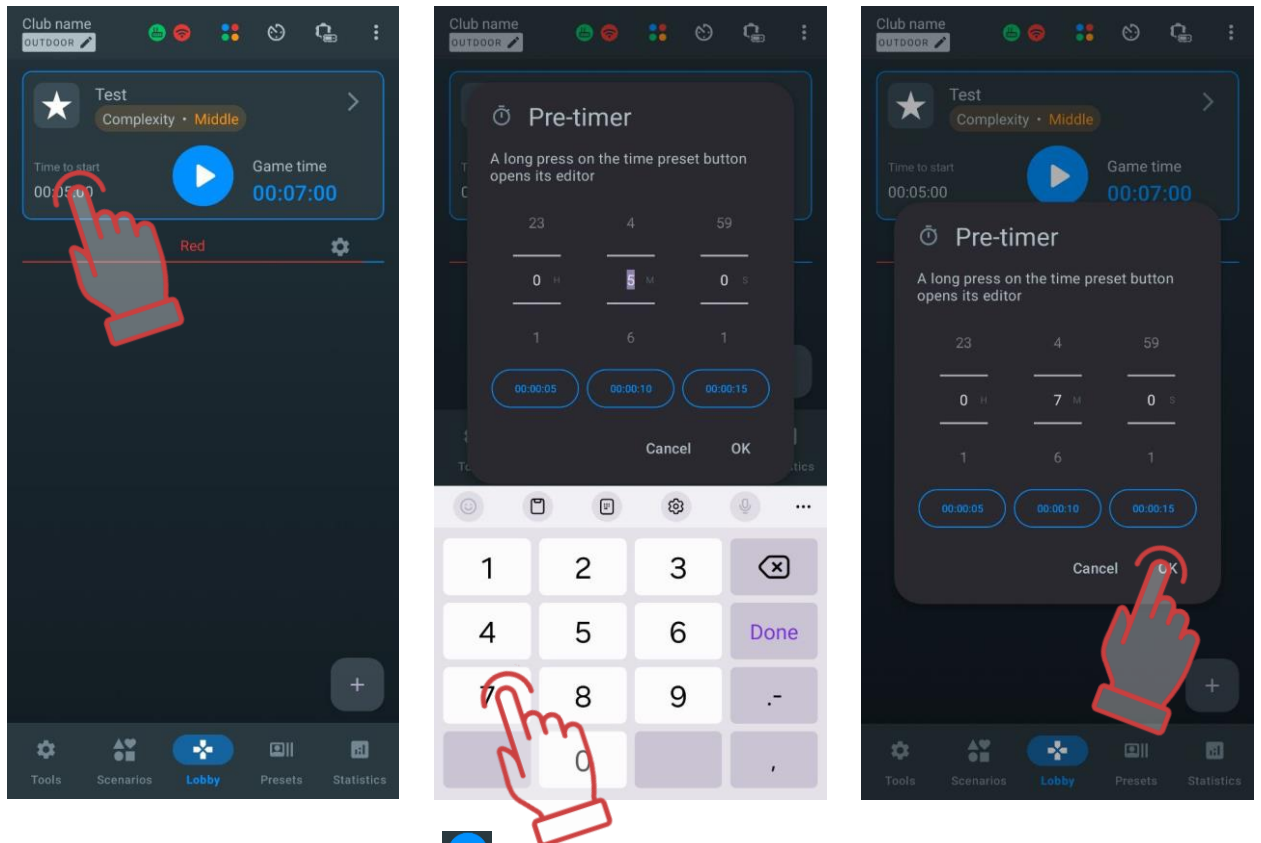 Club name
OUTDOOR
Test
Complexity • Middle
Time to start
Game time
00:05:00
00:07:00
Red
+
Tools
Scenarios
Lobby
Presets
Statistics
Club name
OUTDOOR
Pre-timer
A long press on the time preset button
opens its editor
23 4 59
0 H 5 M 0 S
1 6 1
00:00:05 00:00:10 00:00:15
Cancel OK
1 2 3
4 5 6 Done
7 8 9 .-
0 ,
Club name
OUTDOOR
Test
Complexity • Middle
Time to start
Game time
00:05:00
00:07:00
Pre-timer
A long press on the time preset button
opens its editor
23 4 59
0 H 7 M 0 S
1 6 1
00:00:05 00:00:10 00:00:15
Cancel OK
+
Tools
Scenarios
Lobby
Presets
Statistics